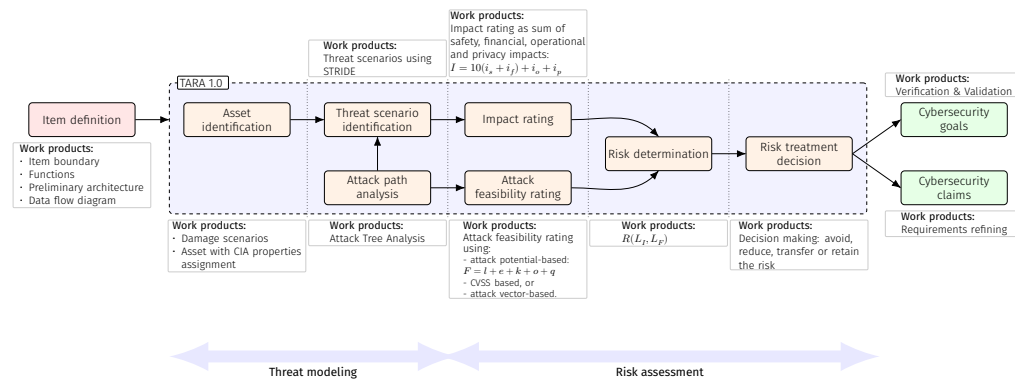 Work products:
Impact rating as sum of
safety, financial, operational
and privacy impacts:
I = 10(i_s + i_f) + i_o + i_p
Work products:
Threat scenarios using
STRIDE
TARA 1.0
Work products:
Verification & Validation
Item definition
Asset
identification
Threat scenario
identification
Impact rating
Cybersecurity
goals
Risk determination
Risk treatment
decision
Attack path
analysis
Attack
feasibility rating
Cybersecurity
claims
Work products:
· Item boundary
· Functions
· Preliminary architecture
· Data flow diagram
Work products:
Requirements refining
Work products:
· Damage scenarios
· Asset with CIA properties
assignment
Work products:
Attack Tree Analysis
Work products:
Attack feasibility rating
using:
- attack potential-based:
F = l + e + k + o + q
- CVSS based, or
- attack vector-based.
Work products:
R(L_I, L_F)
Work products:
Decision making: avoid,
reduce, transfer or retain
the risk
Threat modeling
Risk assessment